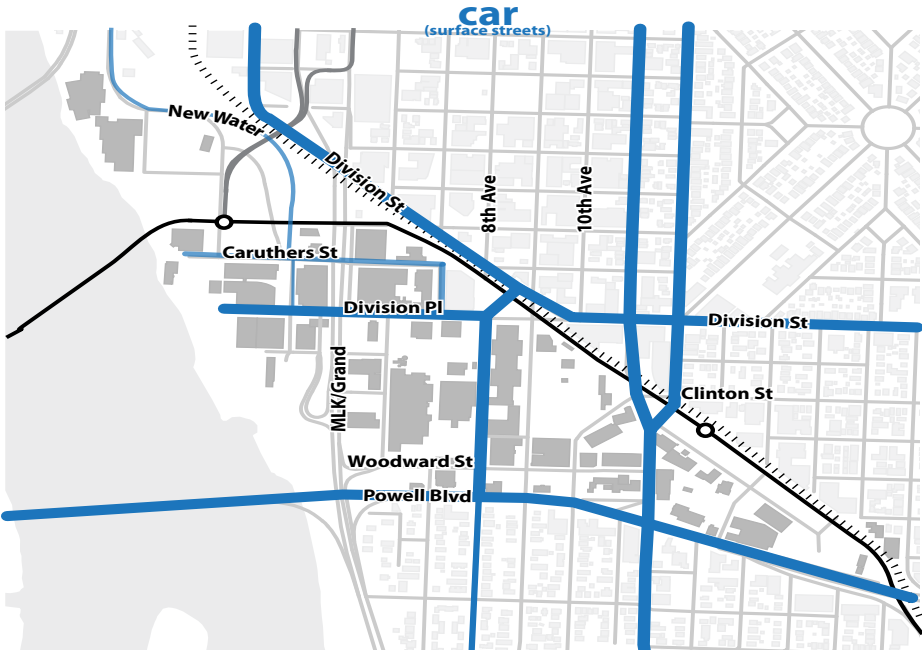 car
(surface streets)
New Water
Division St
8th Ave
10th Ave
Caruthers St
Division Pl
Division St
MLK/Grand
Clinton St
Woodward St
Powell Blvd